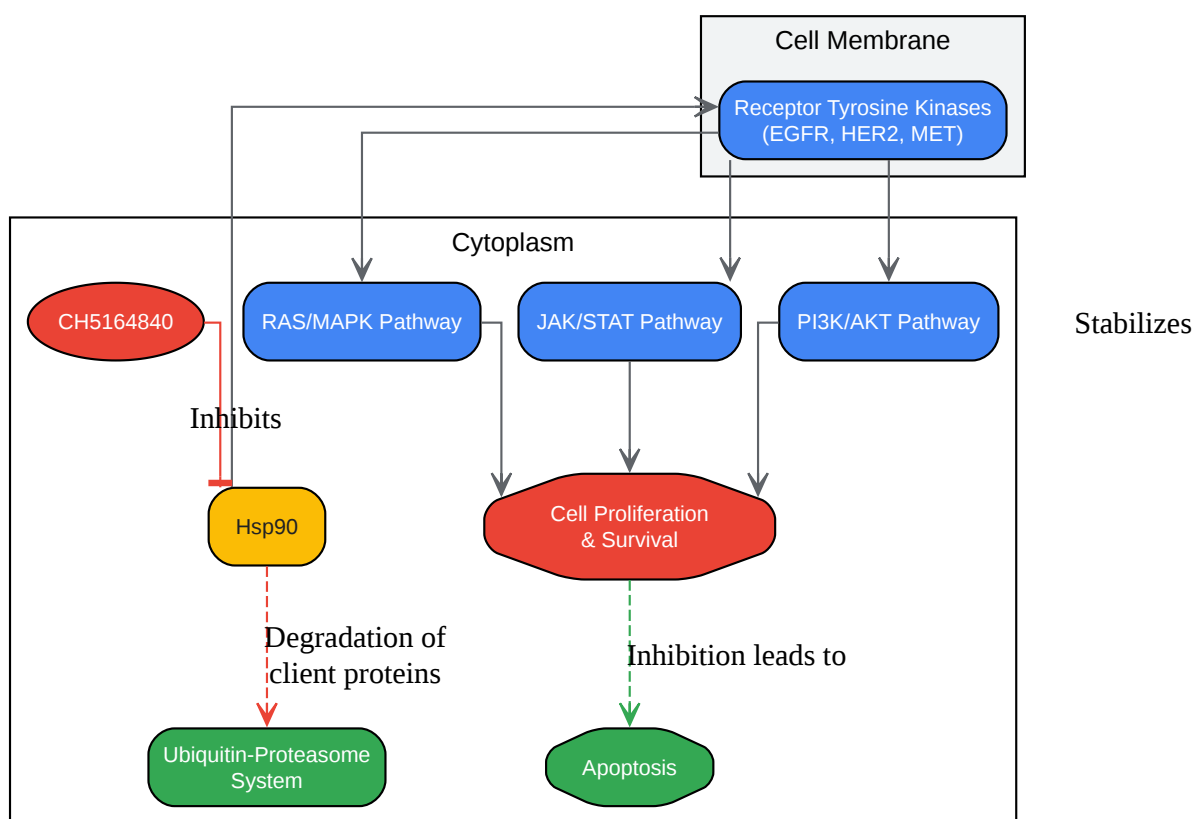 Cell Membrane
Receptor Tyrosine Kinases
(EGFR, HER2, MET)
Cytoplasm
CH5164840
RAS/MAPK Pathway
JAK/STAT Pathway
PI3K/AKT Pathway
Stabilizes
Inhibits
Hsp90
Cell Proliferation
& Survival
Degradation of
client proteins
Inhibition leads to
Ubiquitin-Proteasome
System
Apoptosis